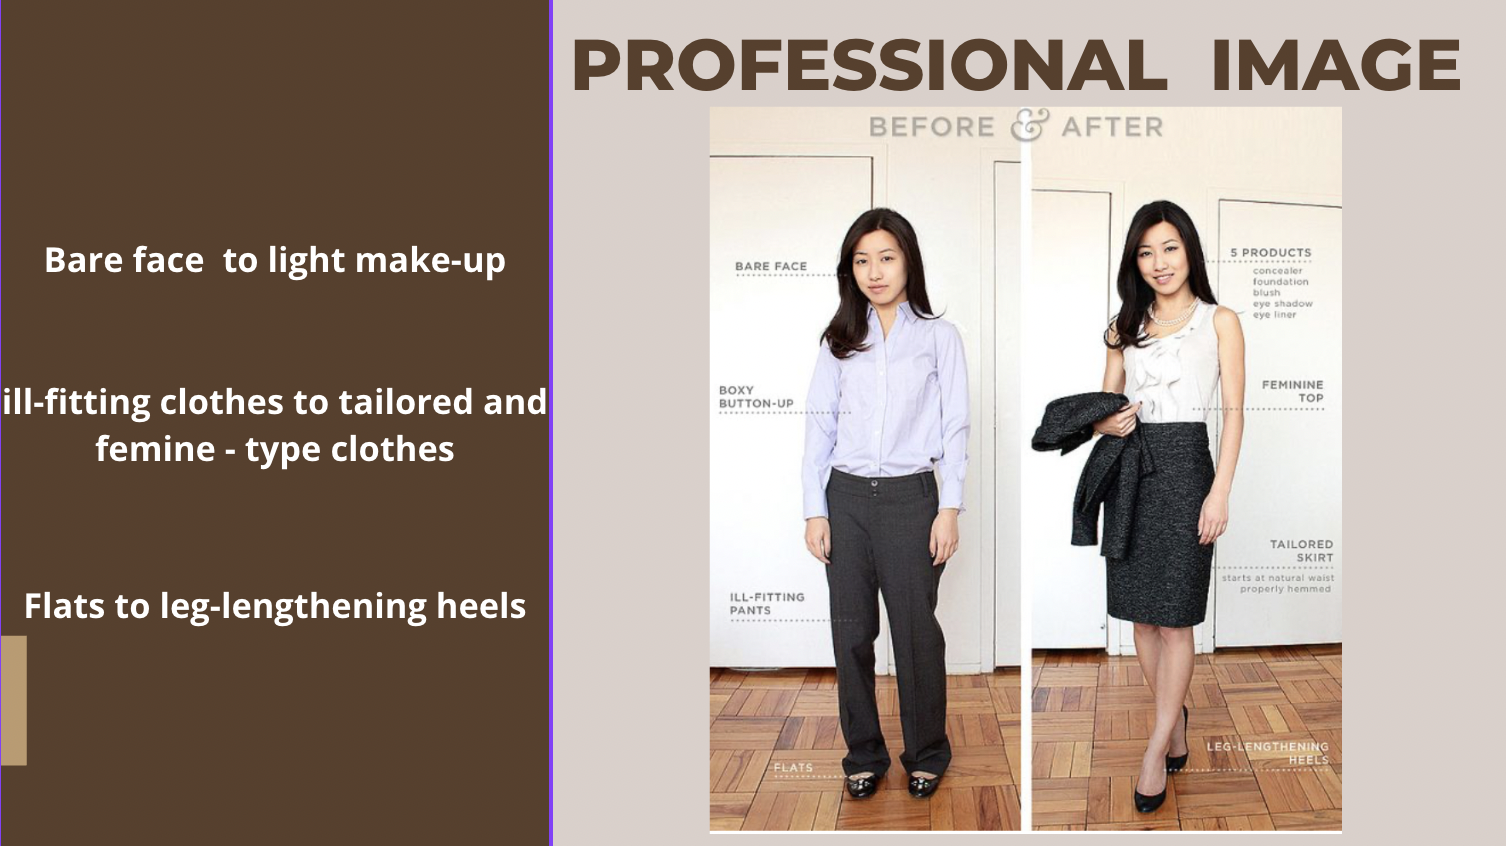 PROFESSIONAL IMAGE
Bare face to light make-up
ill-fitting clothes to tailored and
femine - type clothes
Flats to leg-lengthening heels
BEFORE & AFTER
BARE FACE
BOXY
BUTTON-UP
ILL-FITTING
PANTS
FLATS
5 PRODUCTS
concealer
foundation
blush
eye shadow
eye liner
FEMININE
TOP
TAILORED
SKIRT
starts at natural waist
properly hemmed
LEG-LENGTHENING
HEELS